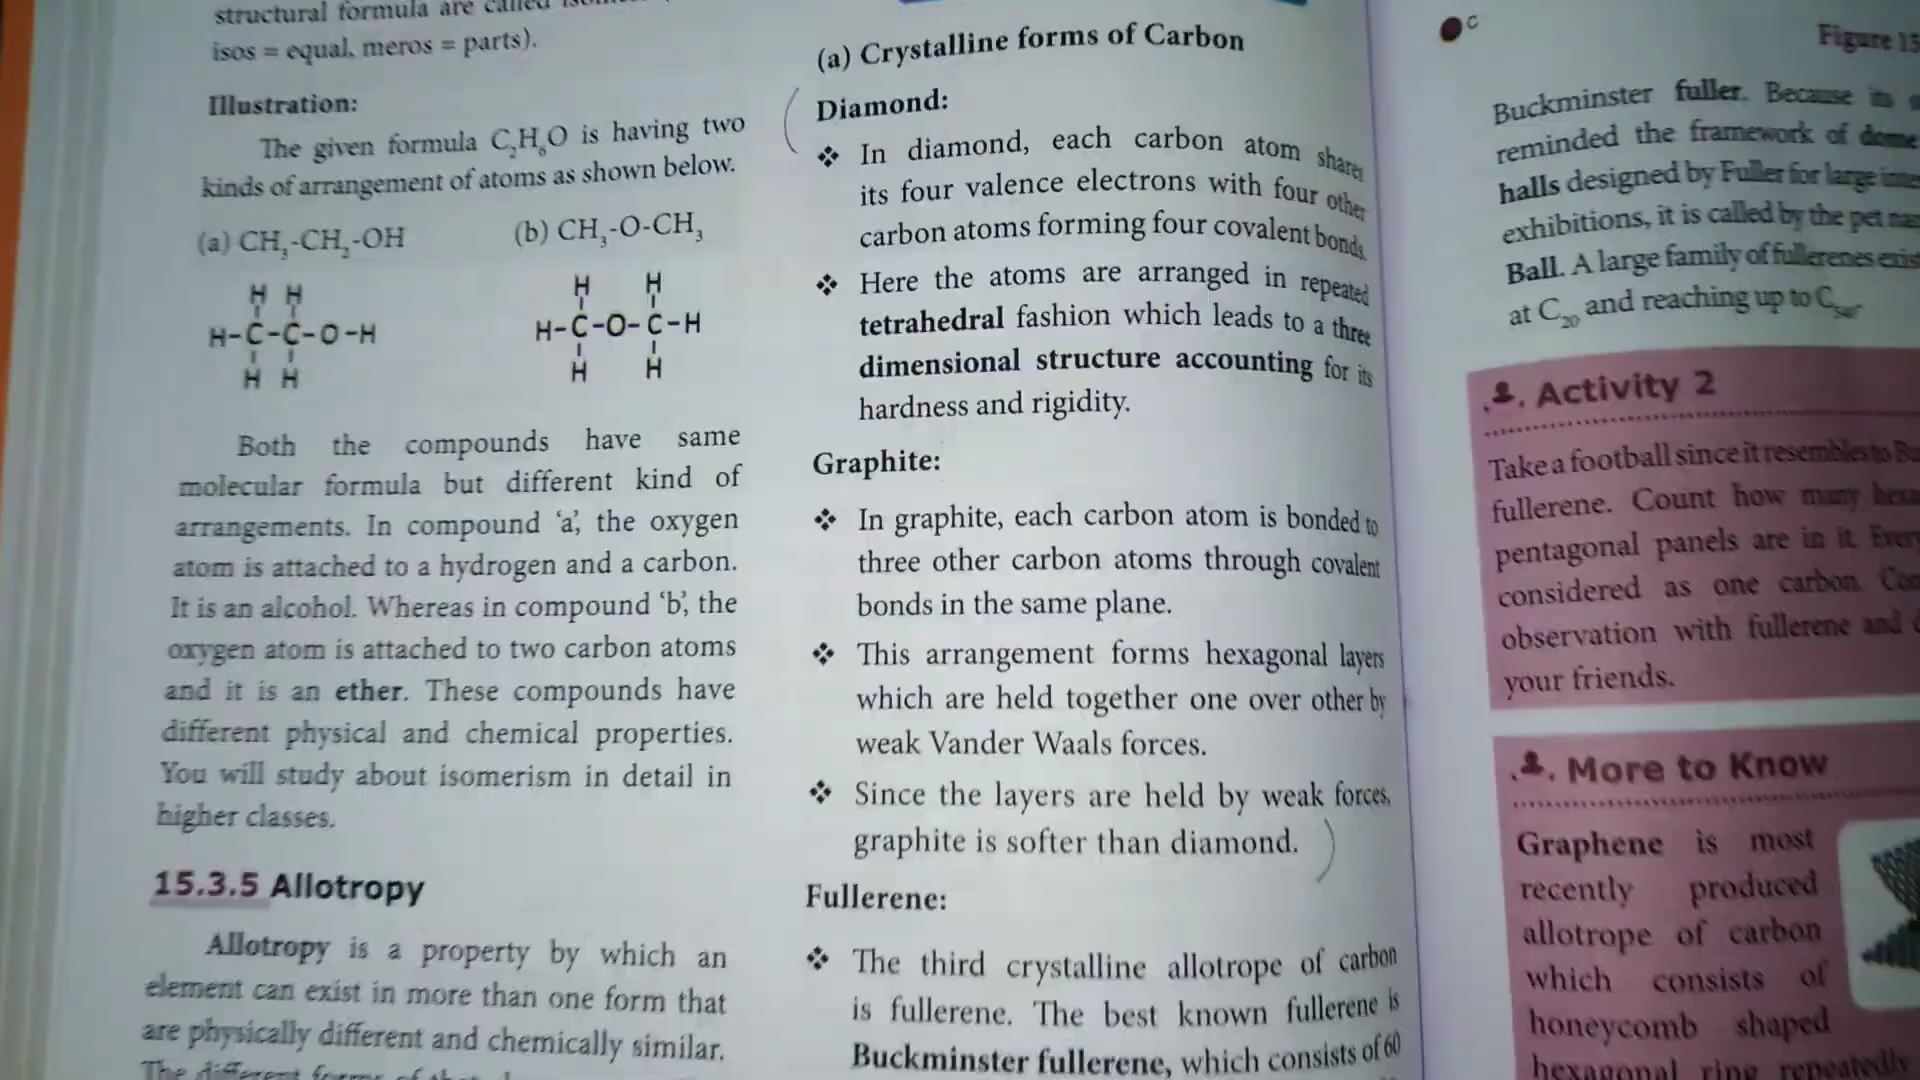 structural formula are called
isos = equal, meros = parts).
Illustration:
The given formula C₂H₆O is having two
kinds of arrangement of atoms as shown below.
(a) CH₃-CH₂-OH
(b) CH₃-O-CH₃
H H
H-C-C-O-H
H H
H H
H-C-O-C-H
H H
Both the compounds have same
molecular formula but different kind of
arrangements. In compound ‘a’, the oxygen
atom is attached to a hydrogen and a carbon.
It is an alcohol. Whereas in compound ‘b’, the
oxygen atom is attached to two carbon atoms
and it is an ether. These compounds have
different physical and chemical properties.
You will study about isomerism in detail in
higher classes.
15.3.5 Allotropy
Allotropy is a property by which an
element can exist in more than one form that
are physically different and chemically similar.
The different forms of that
(a) Crystalline forms of Carbon
Diamond:
❖ In diamond, each carbon atom shares
its four valence electrons with four other
carbon atoms forming four covalent bonds.
❖ Here the atoms are arranged in repeated
tetrahedral fashion which leads to a three
dimensional structure accounting for its
hardness and rigidity.
Graphite:
❖ In graphite, each carbon atom is bonded to
three other carbon atoms through covalent
bonds in the same plane.
❖ This arrangement forms hexagonal layers
which are held together one over other by
weak Vander Waals forces.
❖ Since the layers are held by weak forces,
graphite is softer than diamond.
Fullerene:
❖ The third crystalline allotrope of carbon
is fullerene. The best known fullerene is
Buckminster fullerene, which consists of 60
C
Figure 15
Buckminster fuller. Because its
reminded the framework of dome
halls designed by Fuller for large
exhibitions, it is called by the pet
Ball. A large family of fullerenes
at C₂₀ and reaching up to C₅₄₀.
Activity 2
Take a football since it resembles to
fullerene. Count how many
pentagonal panels are in it.
considered as one carbon.
observation with fullerene and
your friends.
More to Know
Graphene is most
recently produced
allotrope of carbon
which consists of
honeycomb shaped
hexagonal ring repeatedly